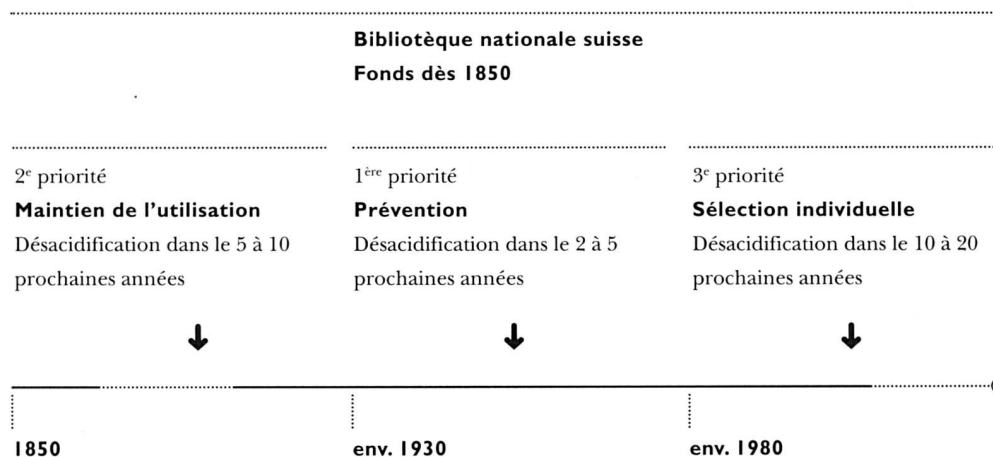 Bibliotèque nationale suisse
Fonds dès 1850
2e priorité
Maintien de l'utilisation
Désacidification dans le 5 à 10
prochaines années
1ère priorité
Prévention
Désacidification dans le 2 à 5
prochaines années
3e priorité
Sélection individuelle
Désacidification dans le 10 à 20
prochaines années
1850
env. 1930
env. 1980